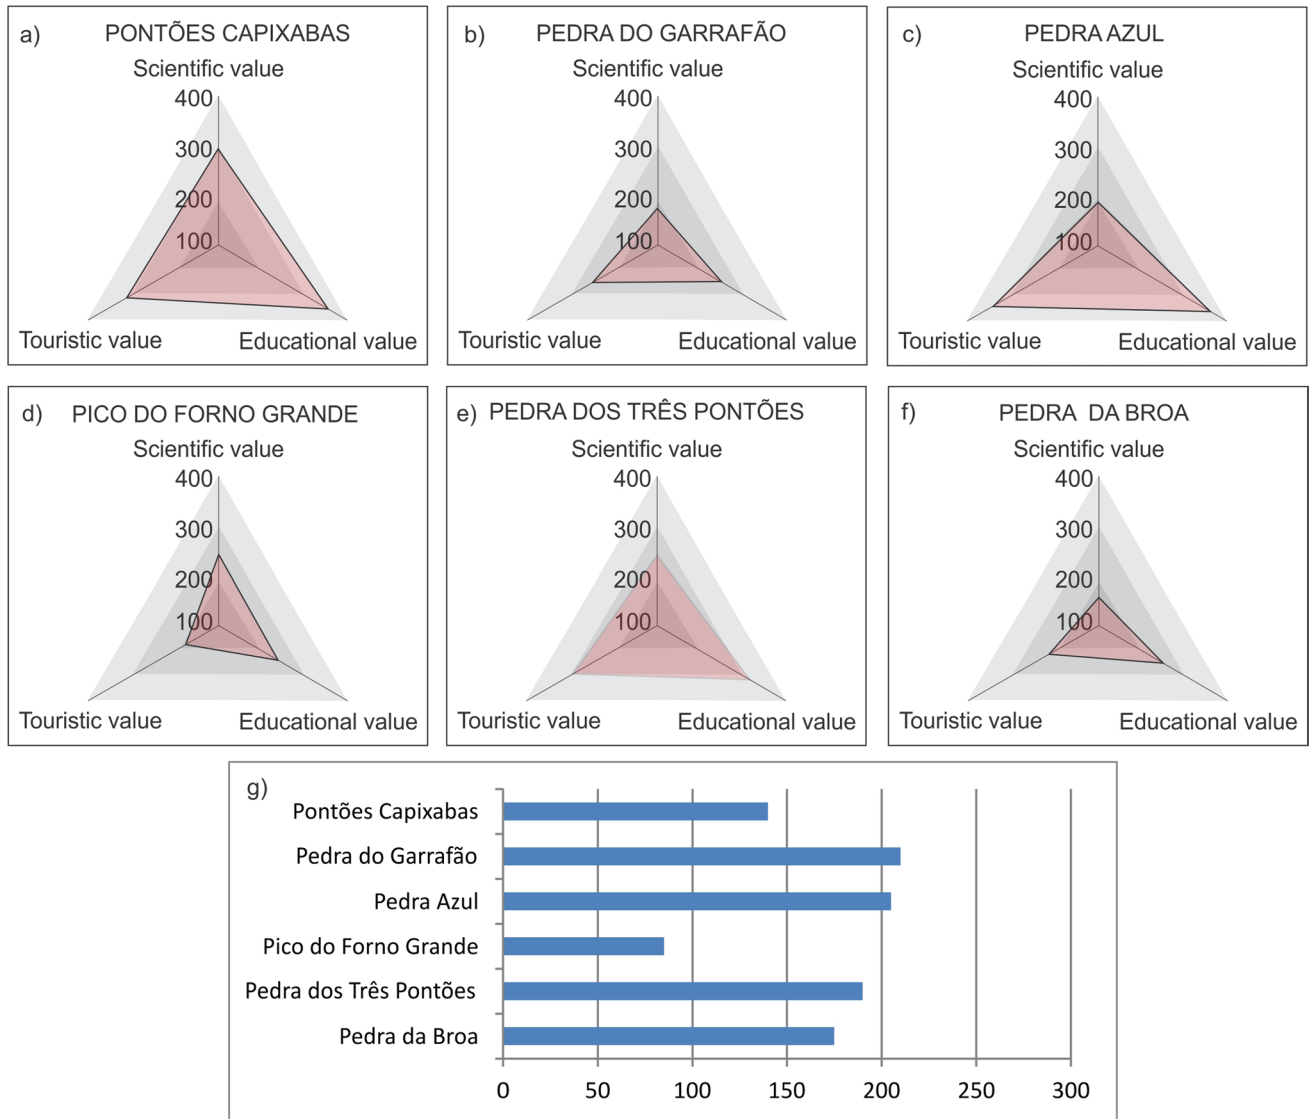 a) PONTÕES CAPIXABAS
Scientific value
400
300
200
100
Touristic value Educational value
b) PEDRA DO GARRAFÃO
Scientific value
400
300
200
100
Touristic value Educational value
c) PEDRA AZUL
Scientific value
400
300
200
100
Touristic value Educational value
d) PICO DO FORNO GRANDE
Scientific value
400
300
200
100
Touristic value Educational value
e) PEDRA DOS TRÊS PONTÕES
Scientific value
400
300
200
100
Touristic value Educational value
f) PEDRA DA BROA
Scientific value
400
300
200
100
Touristic value Educational value
g)
Pontões Capixabas
Pedra do Garrafão
Pedra Azul
Pico do Forno Grande
Pedra dos Três Pontões
Pedra da Broa
0 50 100 150 200 250 300